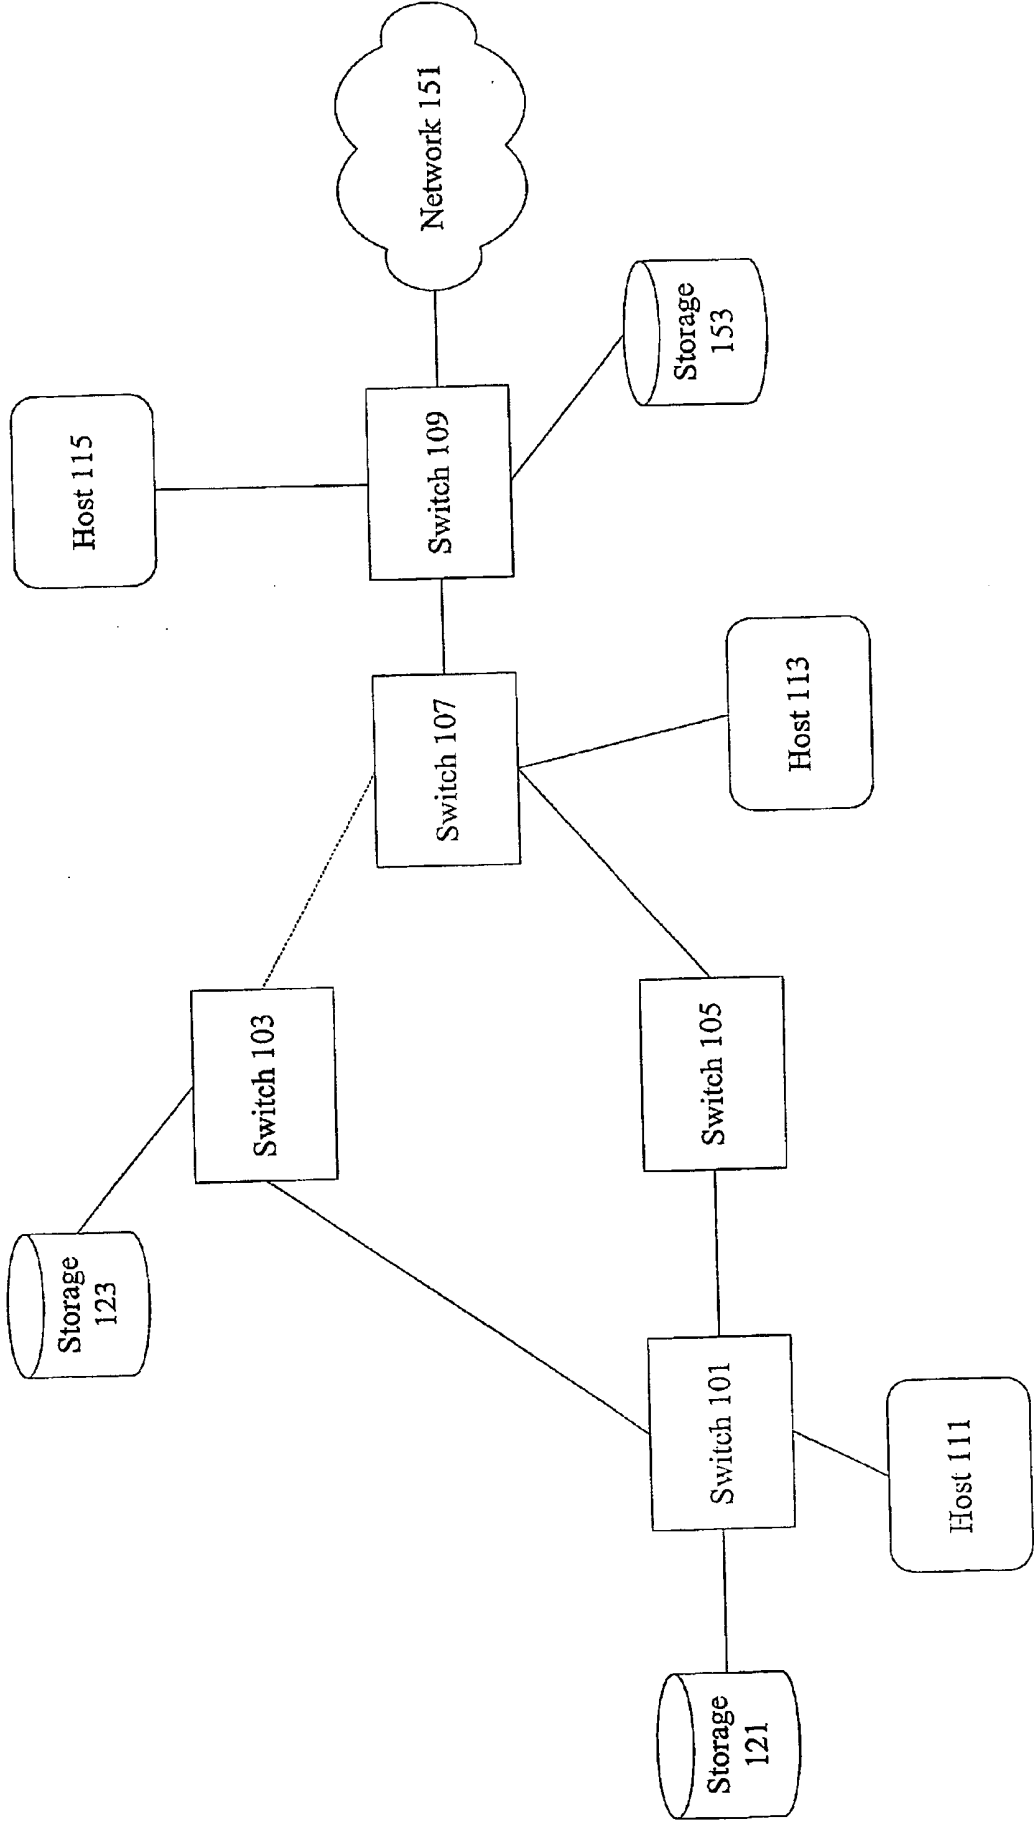 Storage
123
Host 115
Switch 103
Switch 107
Switch 109
Network 151
Storage
121
Switch 101
Switch 105
Storage
153
Host 111
Host 113